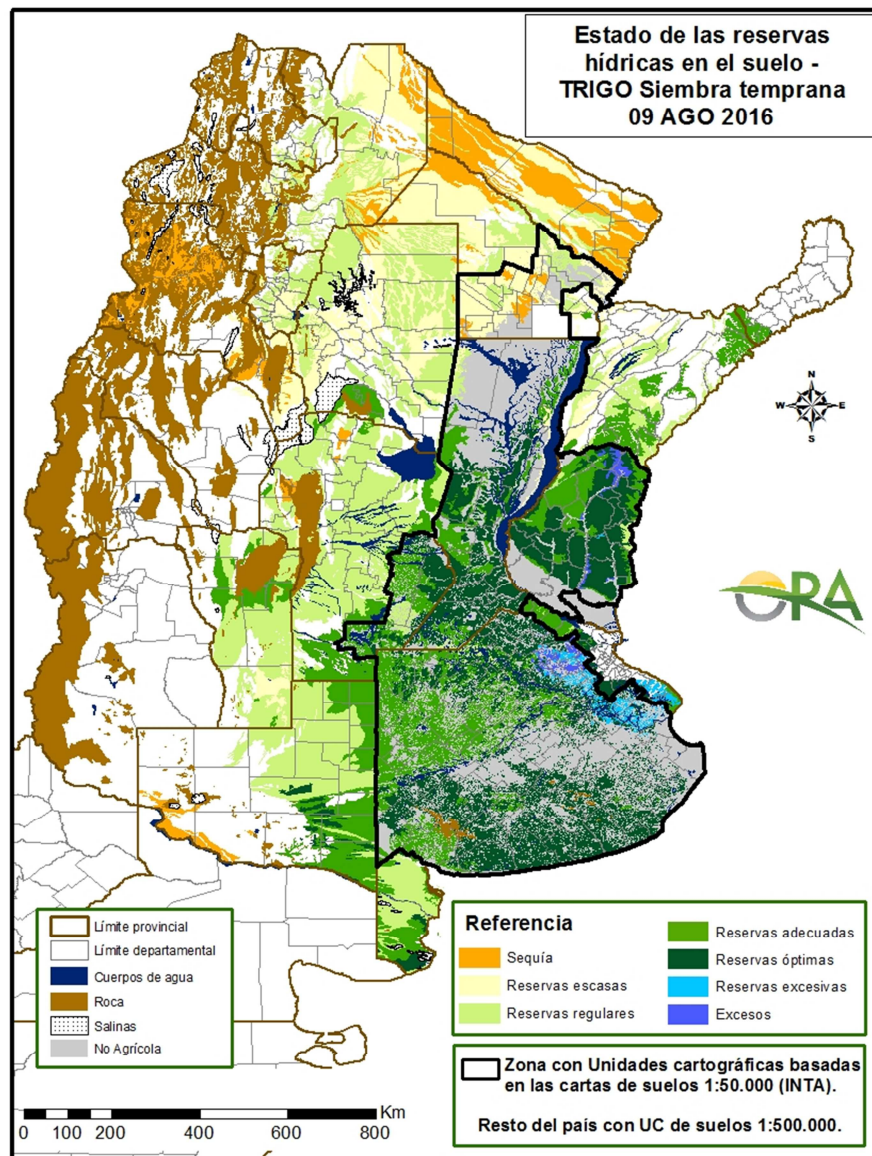 Estado de las reservas
hídricas en el suelo -
TRIGO Siembra temprana
09 AGO 2016
N
W E
S
ORA
Límite provincial
Límite departamental
Cuerpos de agua
Roca
Salinas
No Agrícola
Referencia
Sequía
Reservas escasas
Reservas regulares
Reservas adecuadas
Reservas óptimas
Reservas excesivas
Excesos
Zona con Unidades cartográficas basadas
en las cartas de suelos 1:50.000 (INTA).
Resto del país con UC de suelos 1:500.000.
Km
0 100 200 400 600 800